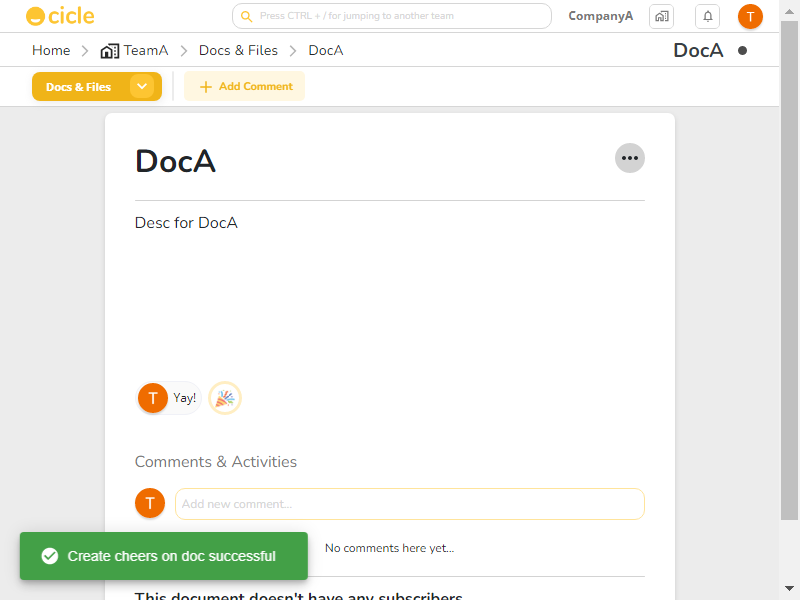 cicle
Press CTRL + / for jumping to another team
CompanyA
T
Home
TeamA
Docs & Files
DocA
DocA
Docs & Files
Add Comment
DocA
Desc for DocA
T
Yay!
Comments & Activities
T
Add new comment...
No comments here yet...
Create cheers on doc successful
This document doesn't have any subscribers